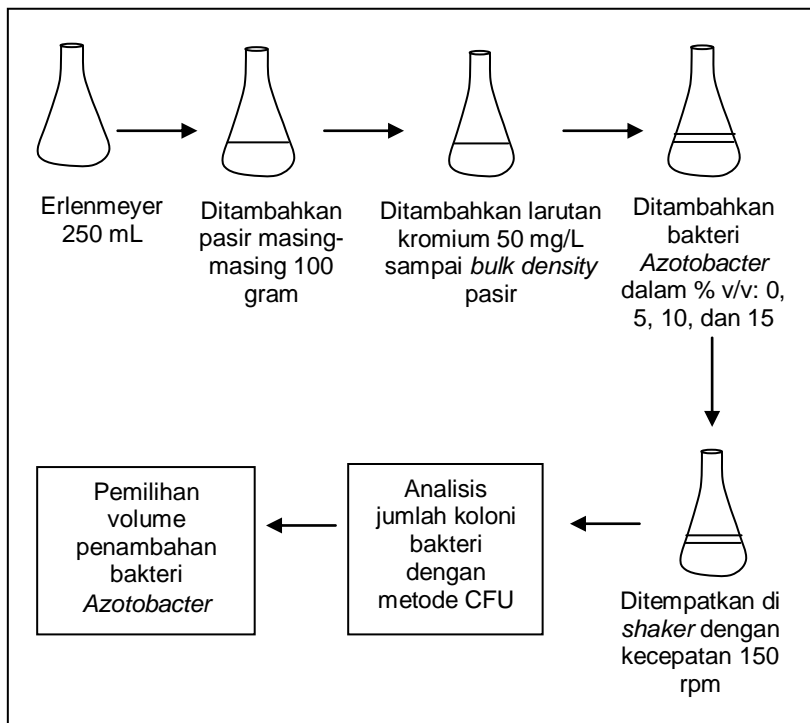 Erlenmeyer
250 mL
Ditambahkan
pasir masing-
masing 100
gram
Ditambahkan larutan
kromium 50 mg/L
sampai bulk density
pasir
Ditambahkan
bakteri
Azotobacter
dalam % v/v: 0,
5, 10, dan 15
Ditempatkan di
shaker dengan
kecepatan 150
rpm
Analisis
jumlah koloni
bakteri
dengan
metode CFU
Pemilihan
volume
penambahan
bakteri
Azotobacter